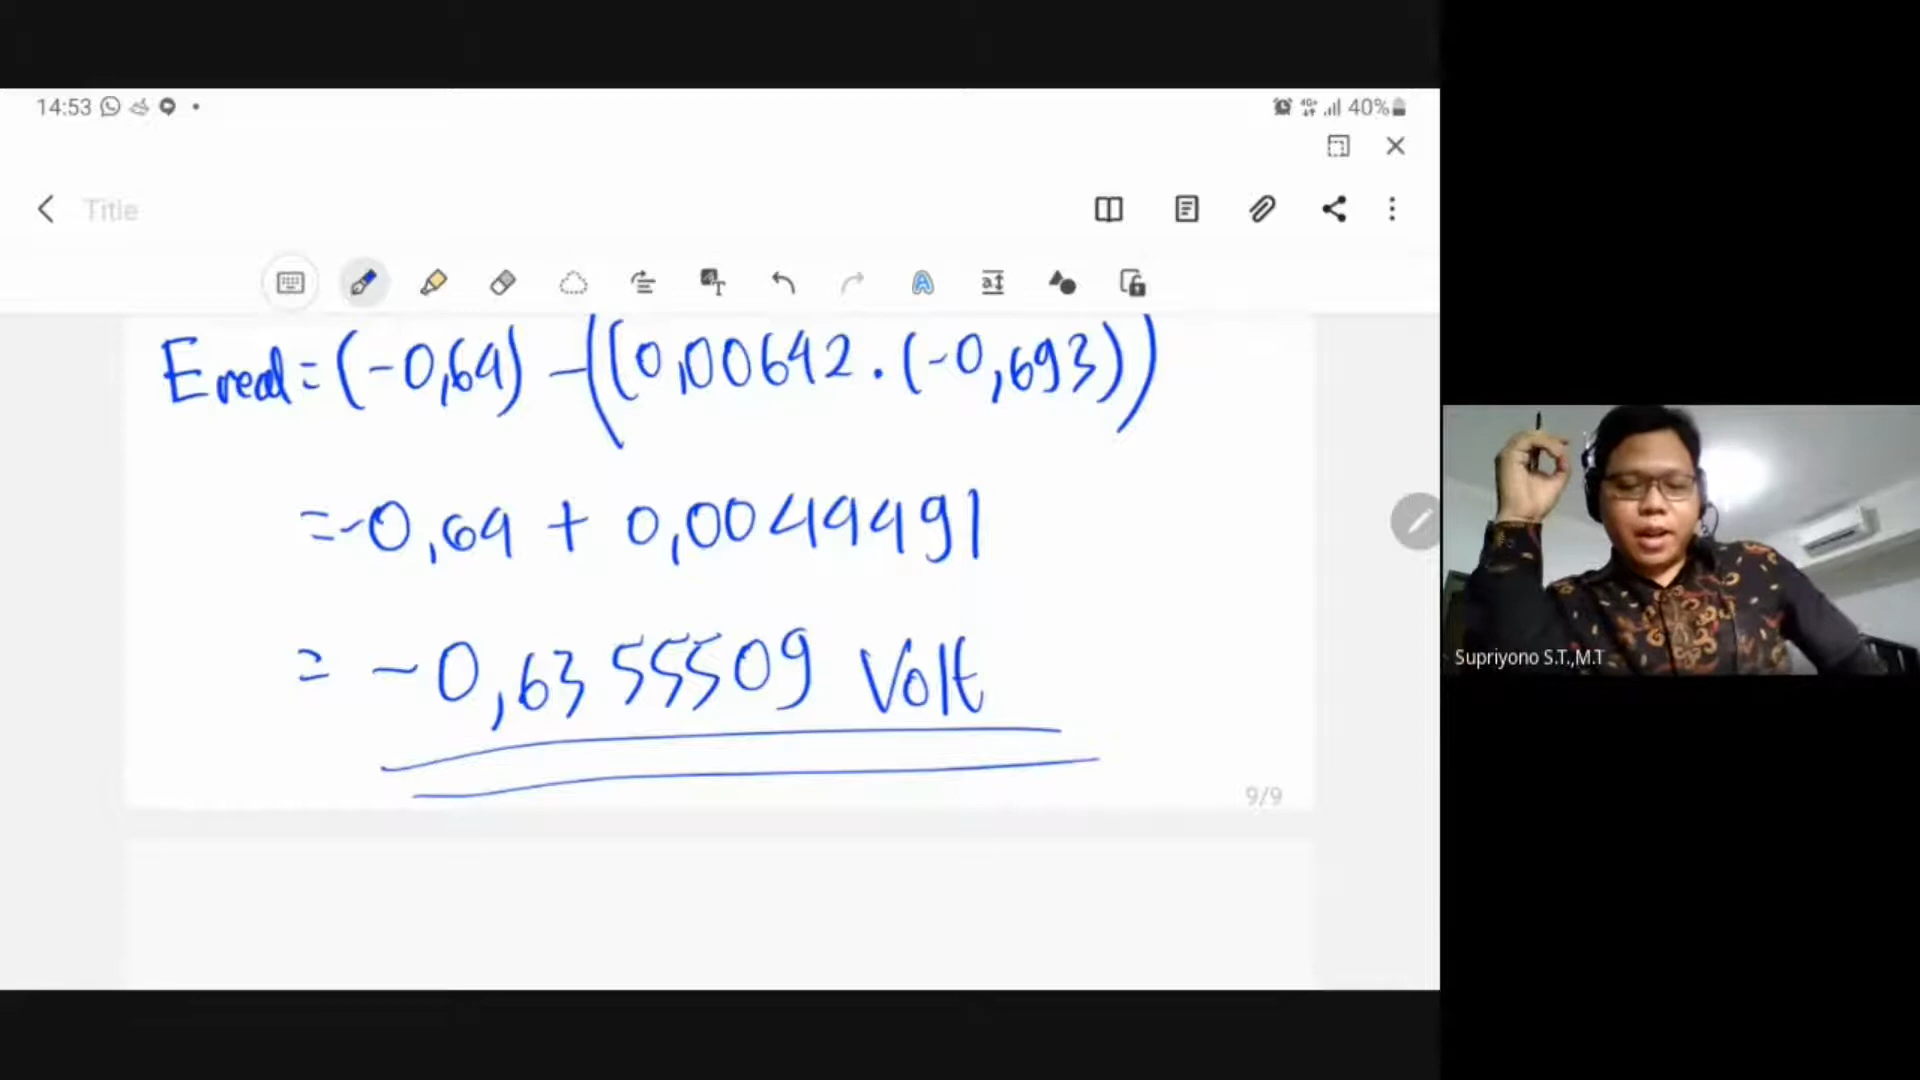 14:53
40%
Title
Ereal = (-0,64) - ((0,00642 . (-0,693))
=-0,64 + 0,0044491
= -0,6355509 Volt
9/9
Supriyono S.T.,M.T